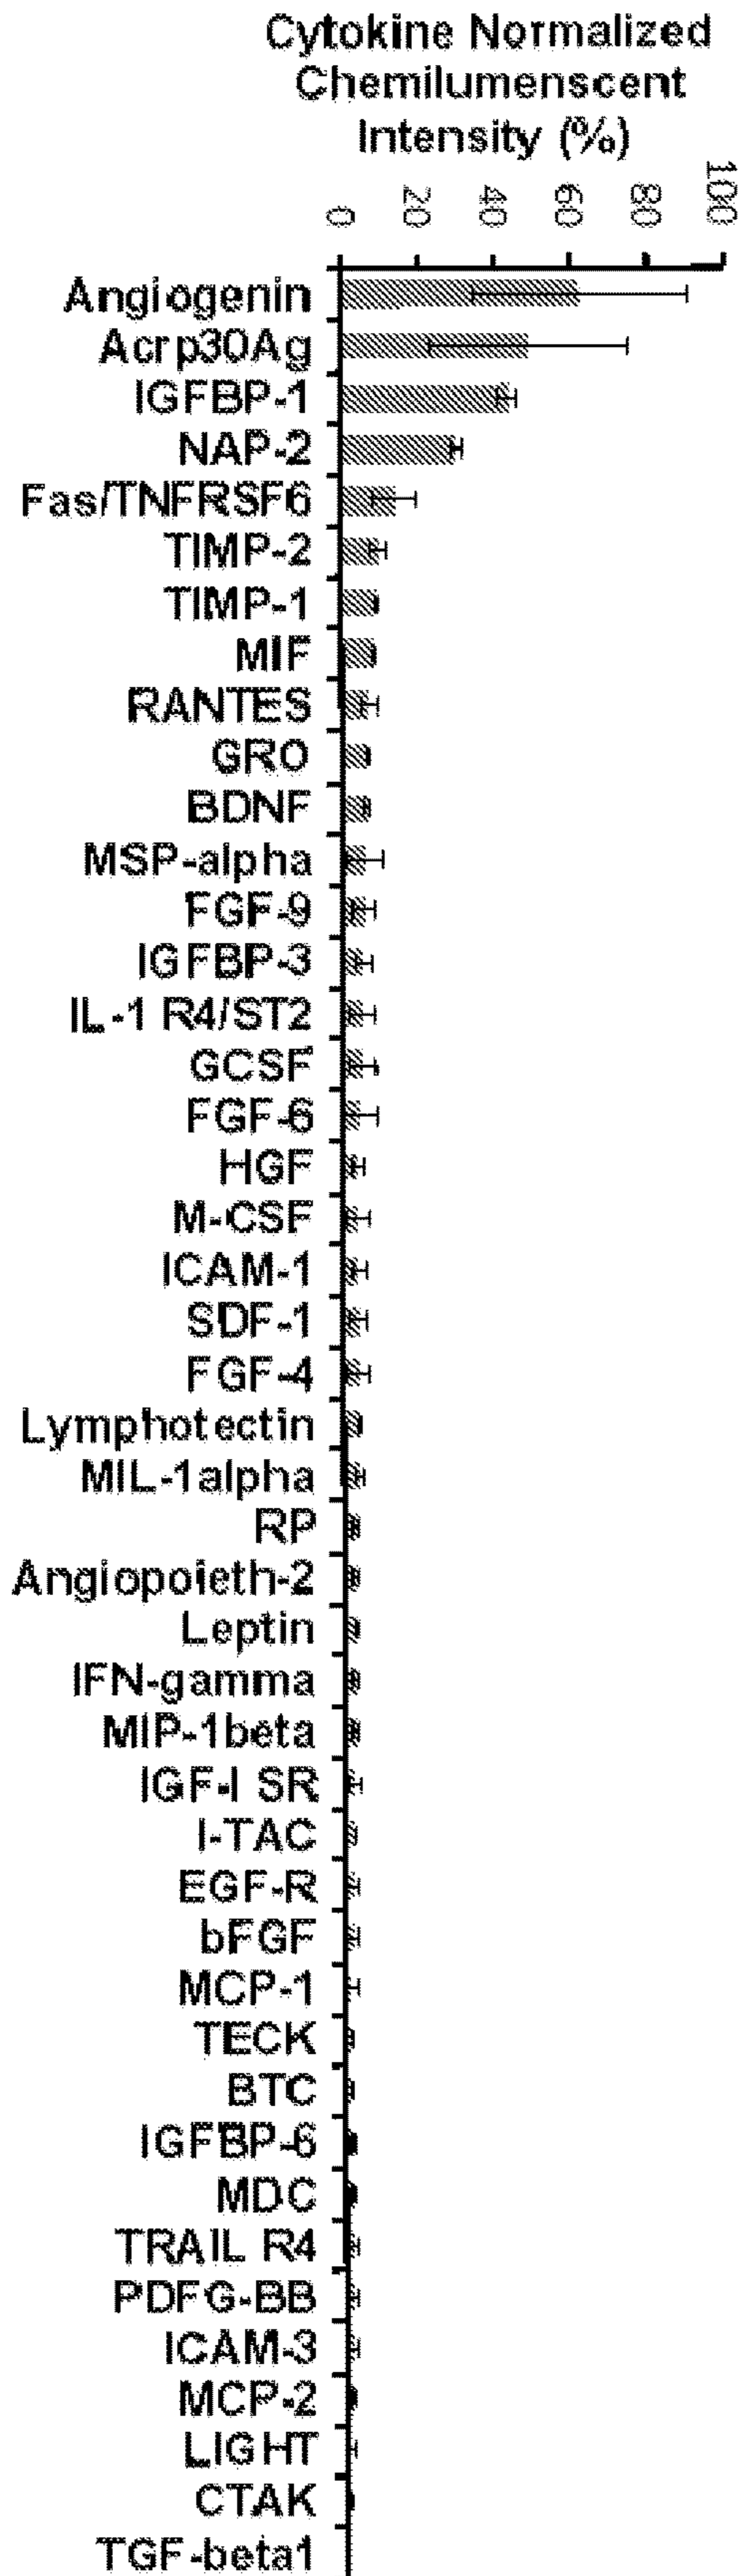 Cytokine Normalized
Chemilumenscent
Intensity (%)
0 20 40 60 80 100
Angiogenin
Acrp30Ag
IGFBP-1
NAP-2
Fas/TNFRSF6
TIMP-2
TIMP-1
MIF
RANTES
GRO
BDNF
MSP-alpha
FGF-9
IGFBP-3
IL-1 R4/ST2
GCSF
FGF-6
HGF
M-CSF
ICAM-1
SDF-1
FGF-4
Lymphotectin
MIL-1alpha
RP
Angiopoieth-2
Leptin
IFN-gamma
MIP-1beta
IGF-I SR
I-TAC
EGF-R
bFGF
MCP-1
TECK
BTC
IGFBP-6
MDC
TRAIL R4
PDFG-BB
ICAM-3
MCP-2
LIGHT
CTAK
TGF-beta1